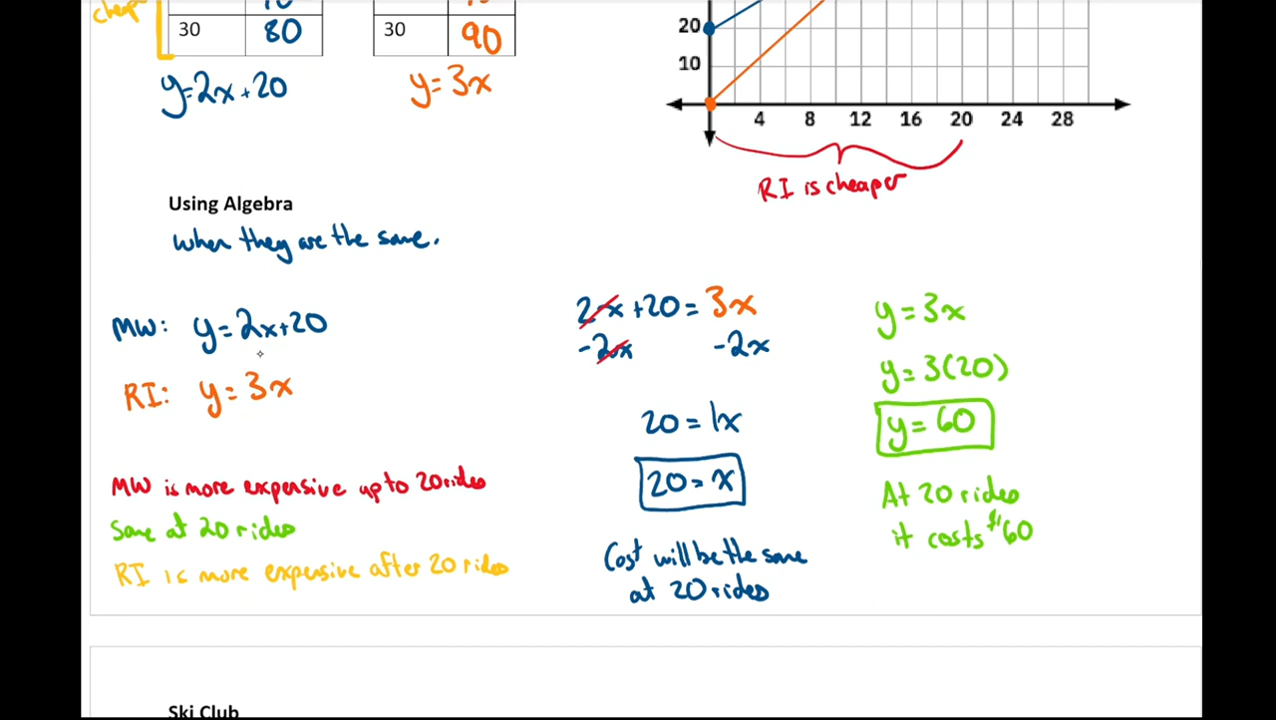 cheaper
30 80
30 90
y=2x+20
y=3x
20
10
4 8 12 16 20 24 28
RI is cheaper
Using Algebra
when they are the same.
MW: y=2x+20
RI: y=3x
MW is more expensive up to 20 rides
Same at 20 rides
RI is more expensive after 20 rides
2x+20=3x
-2x -2x
20=1x
20=x
Cost will be the same
at 20 rides
y=3x
y=3(20)
y=60
At 20 rides
it costs $60
Ski Club